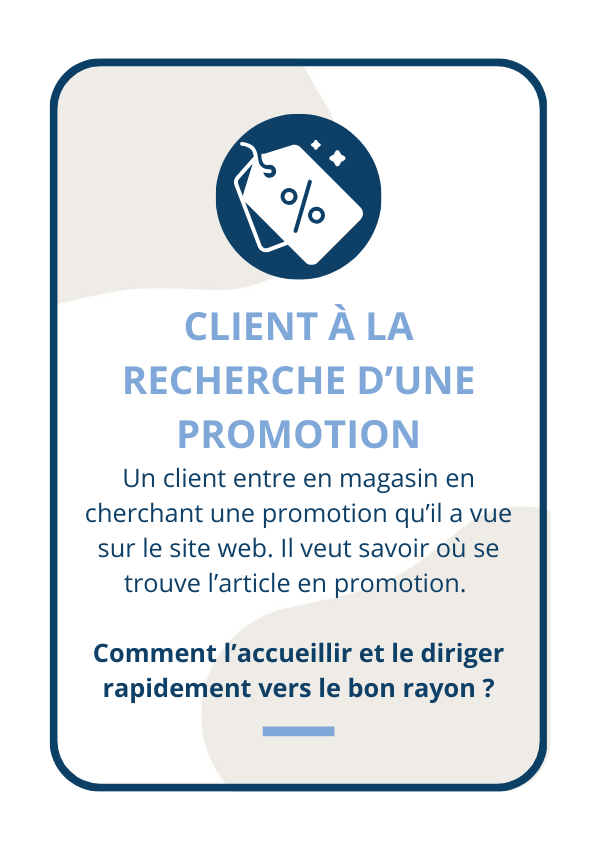 %
CLIENT À LA
RECHERCHE D’UNE
PROMOTION
Un client entre en magasin en
cherchant une promotion qu’il a vue
sur le site web. Il veut savoir où se
trouve l’article en promotion.
Comment l’accueillir et le diriger
rapidement vers le bon rayon ?